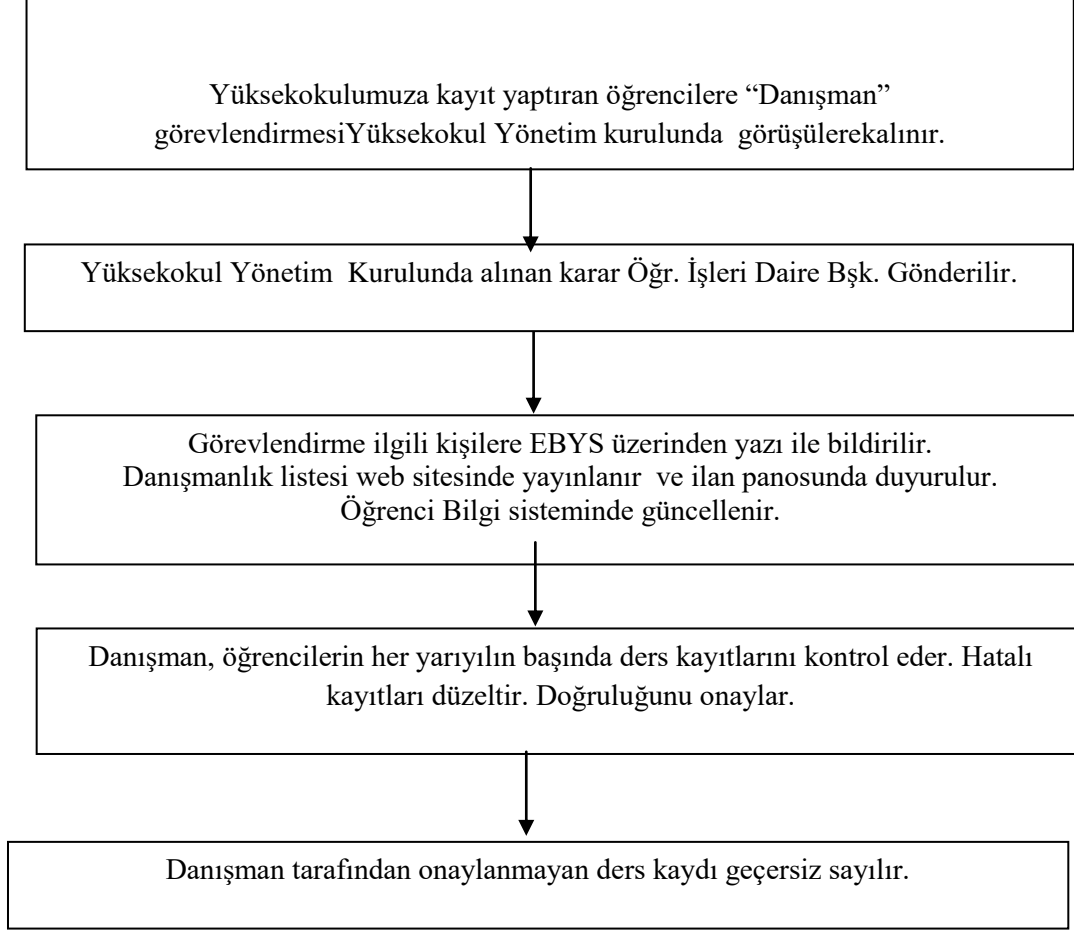 Yüksekokulumuza kayıt yaptıran öğrencilere “Danışman”
görevlendirmesiYüksekokul Yönetim kurulunda  görüşülerekalınır.
Yüksekokul Yönetim  Kurulunda alınan karar Öğr. İşleri Daire Bşk. Gönderilir.
Görevlendirme ilgili kişilere EBYS üzerinden yazı ile bildirilir.
Danışmanlık listesi web sitesinde yayınlanır  ve ilan panosunda duyurulur.
Öğrenci Bilgi sisteminde güncellenir.
Danışman, öğrencilerin her yarıyılın başında ders kayıtlarını kontrol eder. Hatalı
kayıtları düzeltir. Doğruluğunu onaylar.
Danışman tarafından onaylanmayan ders kaydı geçersiz sayılır.